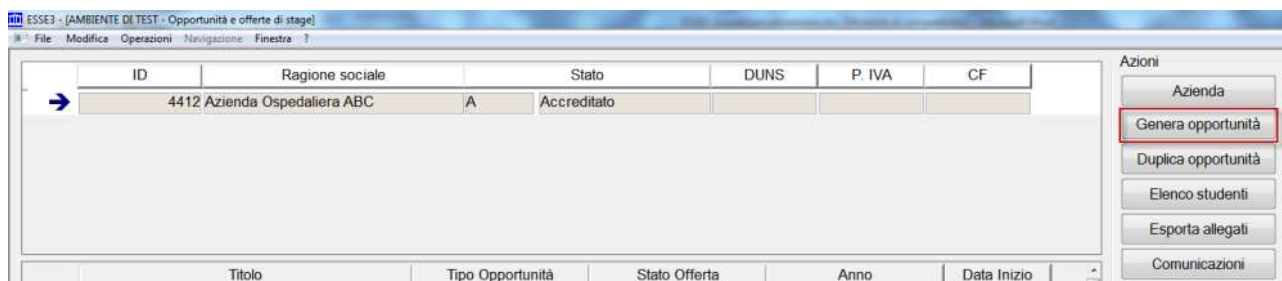 ESSE3 - [AMBIENTE DI TEST - Opportunità e offerte di stage]
File Modifica Operazioni Navigazione Finestra ?
Azioni
ID Ragione sociale Stato DUNS P. IVA CF
4412 Azienda Ospedaliera ABC A Accreditato
Azienda
Genera opportunità
Duplica opportunità
Elenco studenti
Esporta allegati
Comunicazioni
Titolo Tipo Opportunità Stato Offerta Anno Data Inizio